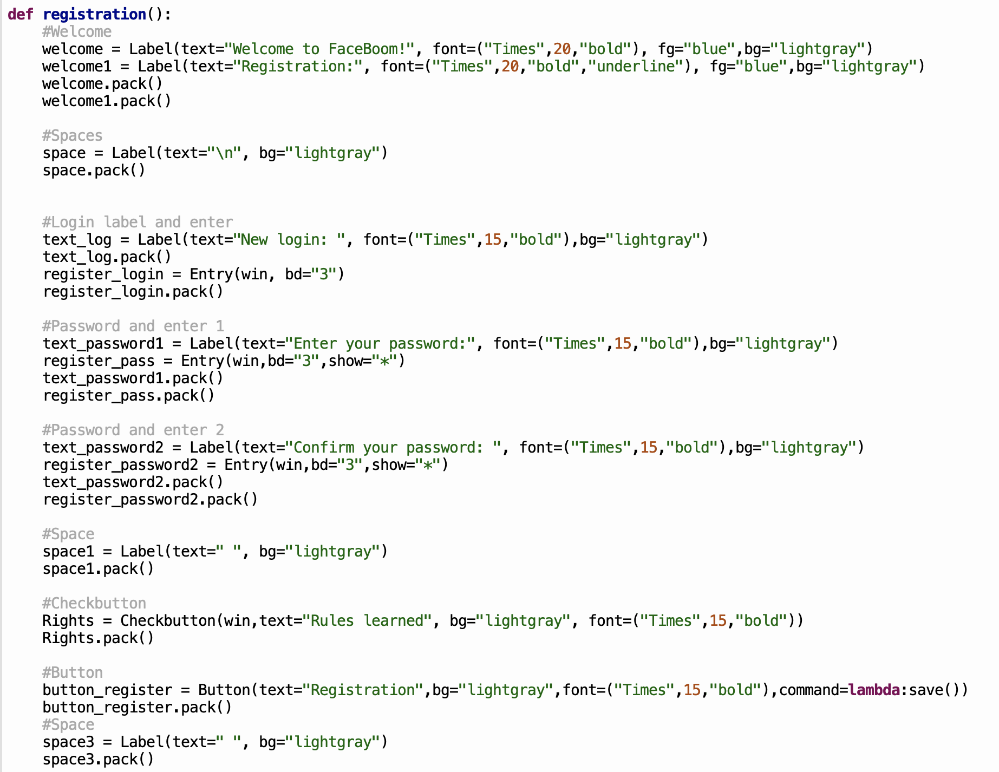 def registration():
    #Welcome
    welcome = Label(text="Welcome to FaceBoom!", font=("Times",20,"bold"), fg="blue",bg="lightgray")
    welcome1 = Label(text="Registration:", font=("Times",20,"bold","underline"), fg="blue",bg="lightgray")
    welcome.pack()
    welcome1.pack()

    #Spaces
    space = Label(text="\n", bg="lightgray")
    space.pack()


    #Login label and enter
    text_log = Label(text="New login: ", font=("Times",15,"bold"),bg="lightgray")
    text_log.pack()
    register_login = Entry(win, bd="3")
    register_login.pack()

    #Password and enter 1
    text_password1 = Label(text="Enter your password:", font=("Times",15,"bold"),bg="lightgray")
    register_pass = Entry(win,bd="3",show="*")
    text_password1.pack()
    register_pass.pack()

    #Password and enter 2
    text_password2 = Label(text="Confirm your password: ", font=("Times",15,"bold"),bg="lightgray")
    register_password2 = Entry(win,bd="3",show="*")
    text_password2.pack()
    register_password2.pack()

    #Space
    space1 = Label(text=" ", bg="lightgray")
    space1.pack()

    #Checkbutton
    Rights = Checkbutton(win,text="Rules learned", bg="lightgray", font=("Times",15,"bold"))
    Rights.pack()

    #Button
    button_register = Button(text="Registration",bg="lightgray",font=("Times",15,"bold"),command=lambda:save())
    button_register.pack()
    #Space
    space3 = Label(text=" ", bg="lightgray")
    space3.pack()